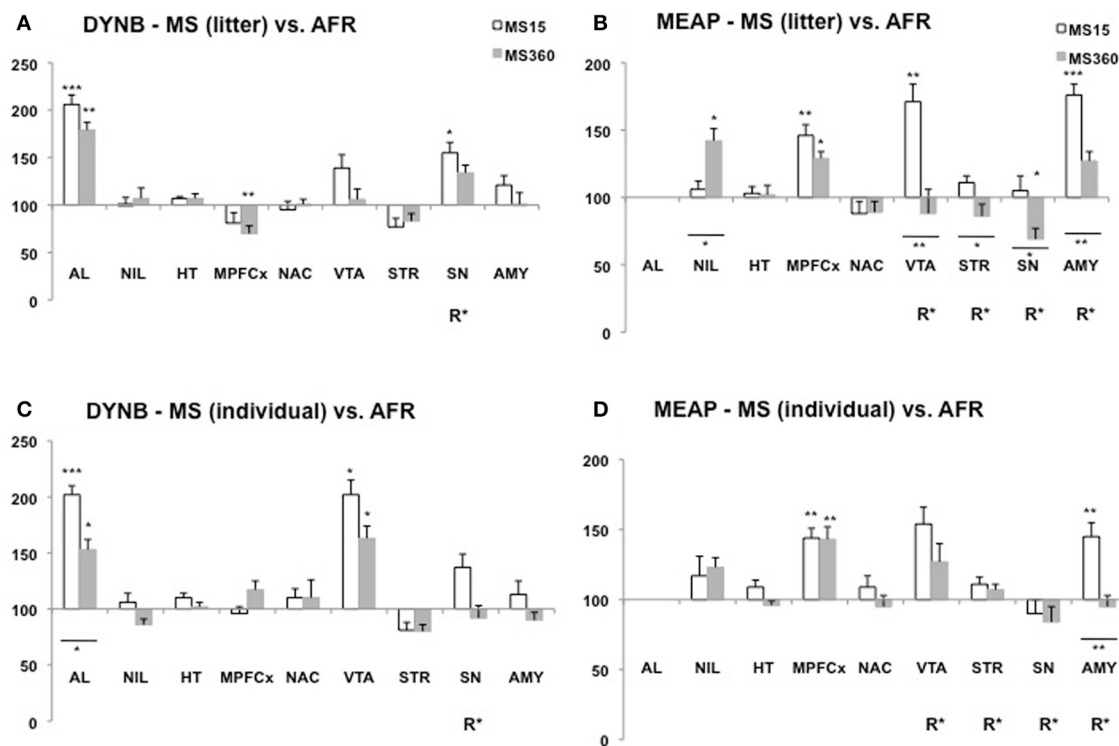 A
DYNB - MS (litter) vs. AFR
MS15
MS360
250
200
150
100
50
0
***
**
**
*
AL NIL HT MPFCx NAC VTA STR SN AMY
R*
B
MEAP - MS (litter) vs. AFR
MS15
MS360
200
150
100
50
0
*
**
*
**
*
***
*
**
*
*
**
AL NIL HT MPFCx NAC VTA STR SN AMY
R* R* R* R*
C
DYNB - MS (individual) vs. AFR
250
200
150
100
50
0
***
*
*
*
*
AL NIL HT MPFCx NAC VTA STR SN AMY
R*
D
MEAP - MS (individual) vs. AFR
200
150
100
50
0
**
**
**
**
AL NIL HT MPFCx NAC VTA STR SN AMY
R* R* R* R*